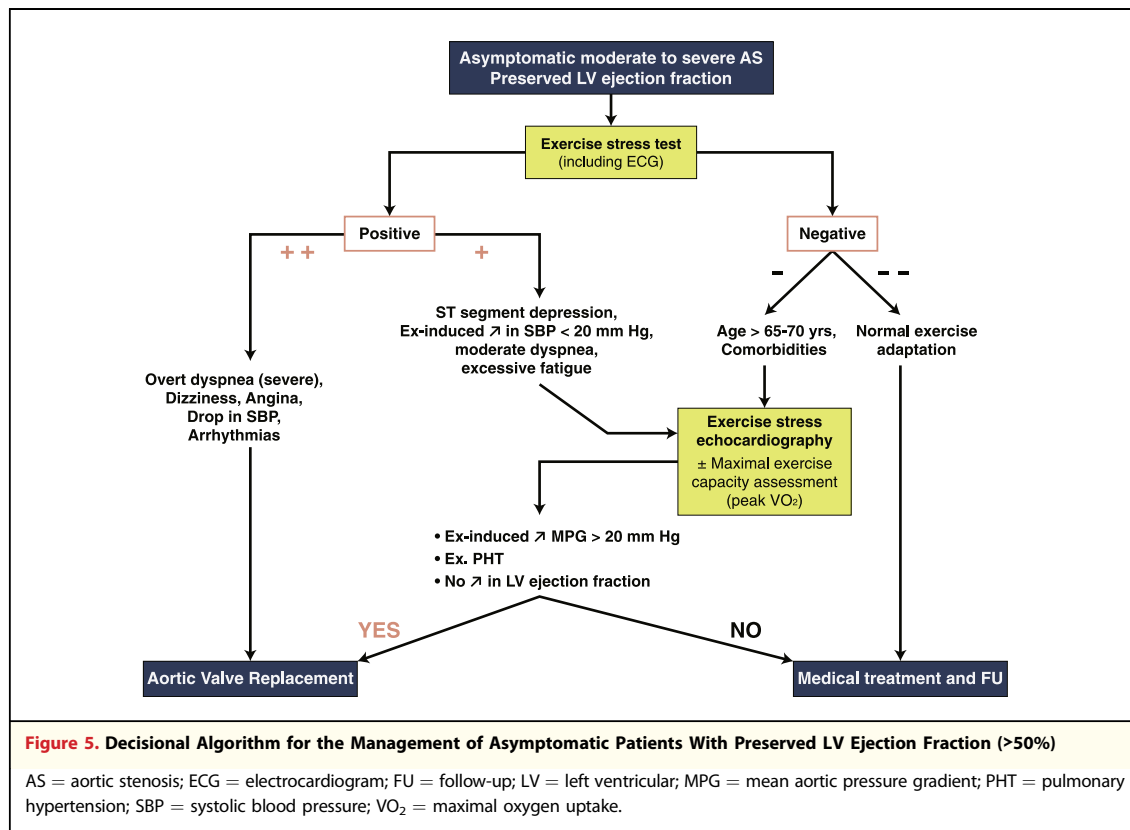 Asymptomatic moderate to severe AS
Preserved LV ejection fraction
Exercise stress test
(including ECG)
Positive
Negative
++
+
-
--
ST segment depression,
Ex-induced ↗ in SBP < 20 mm Hg,
moderate dyspnea,
excessive fatigue
Age > 65-70 yrs,
Comorbidities
Normal exercise
adaptation
Overt dyspnea (severe),
Dizziness, Angina,
Drop in SBP,
Arrhythmias
Exercise stress
echocardiography
± Maximal exercise
capacity assessment
(peak VO₂)
• Ex-induced ↗ MPG > 20 mm Hg
• Ex. PHT
• No ↗ in LV ejection fraction
YES
NO
Aortic Valve Replacement
Medical treatment and FU
Figure 5. Decisional Algorithm for the Management of Asymptomatic Patients With Preserved LV Ejection Fraction (>50%)
AS = aortic stenosis; ECG = electrocardiogram; FU = follow-up; LV = left ventricular; MPG = mean aortic pressure gradient; PHT = pulmonary
hypertension; SBP = systolic blood pressure; VO₂ = maximal oxygen uptake.